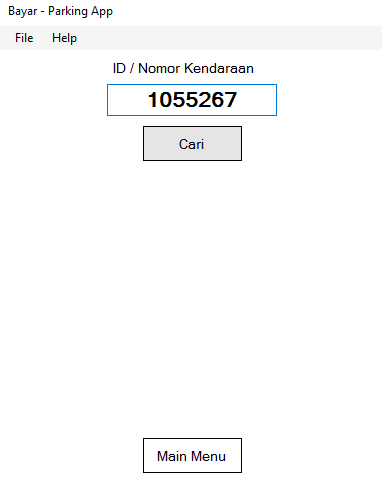 Bayar - Parking App
File Help
ID / Nomor Kendaraan
1055267
Cari
Main Menu